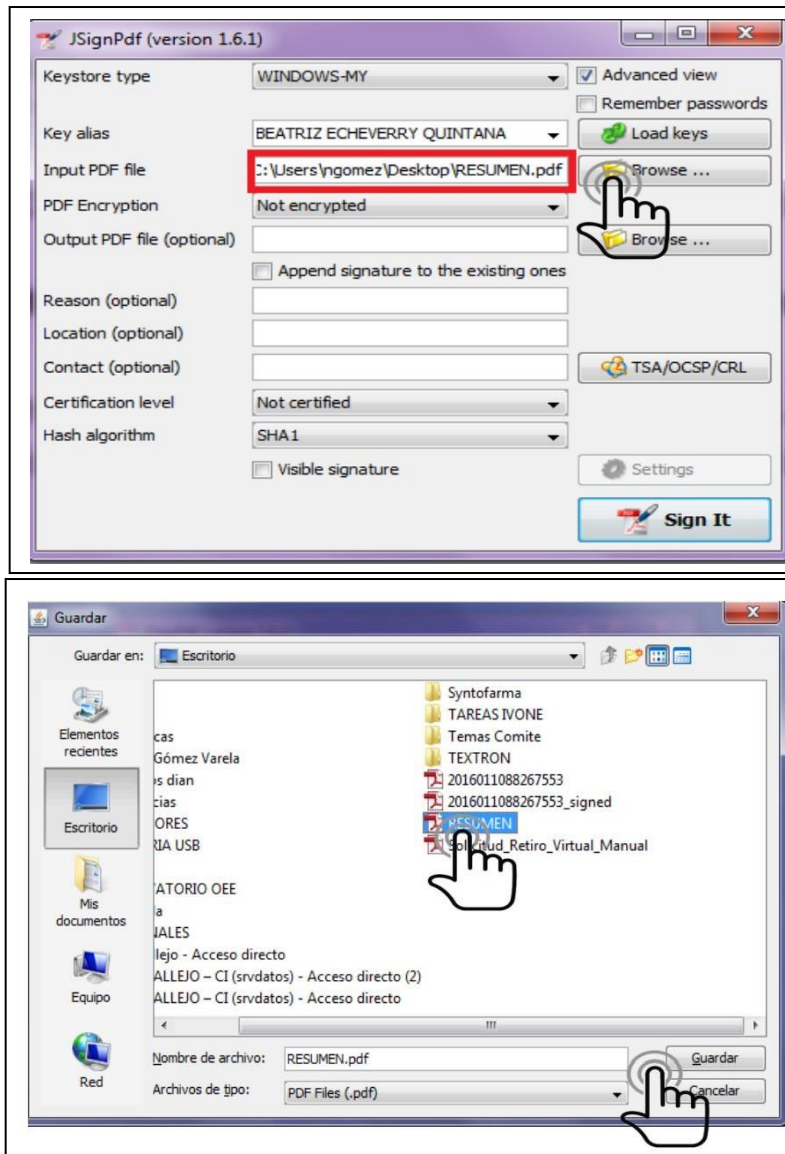 JSignPdf (version 1.6.1)
Keystore type WINDOWS-MY Advanced view
Remember passwords
Key alias BEATRIZ ECHEVERRY QUINTANA Load keys
Input PDF file :\Users\ngomez\Desktop\RESUMEN.pdf Browse ...
PDF Encryption Not encrypted
Output PDF file (optional) Browse ...
Append signature to the existing ones
Reason (optional)
Location (optional)
Contact (optional) TSA/OCSP/CRL
Certification level Not certified
Hash algorithm SHA1
Visible signature Settings
Sign It
Guardar
Guardar en: Escritorio
Elementos recientes
Escritorio
Mis documentos
Equipo
Red
cas
Gómez Varela
os dian
cias
ORES
RIA USB
ATORIO OEE
a
NALES
llejo - Acceso directo
ALLEJO – CI (srvdatos) - Acceso directo (2)
ALLEJO – CI (srvdatos) - Acceso directo
Syntofarma
TAREAS IVONE
Temas Comite
TEXTRON
2016011088267553
2016011088267553_signed
RESUMEN
Solicitud_Retiro_Virtual_Manual
Nombre de archivo: RESUMEN.pdf Guardar
Archivos de tipo: PDF Files (.pdf) Cancelar